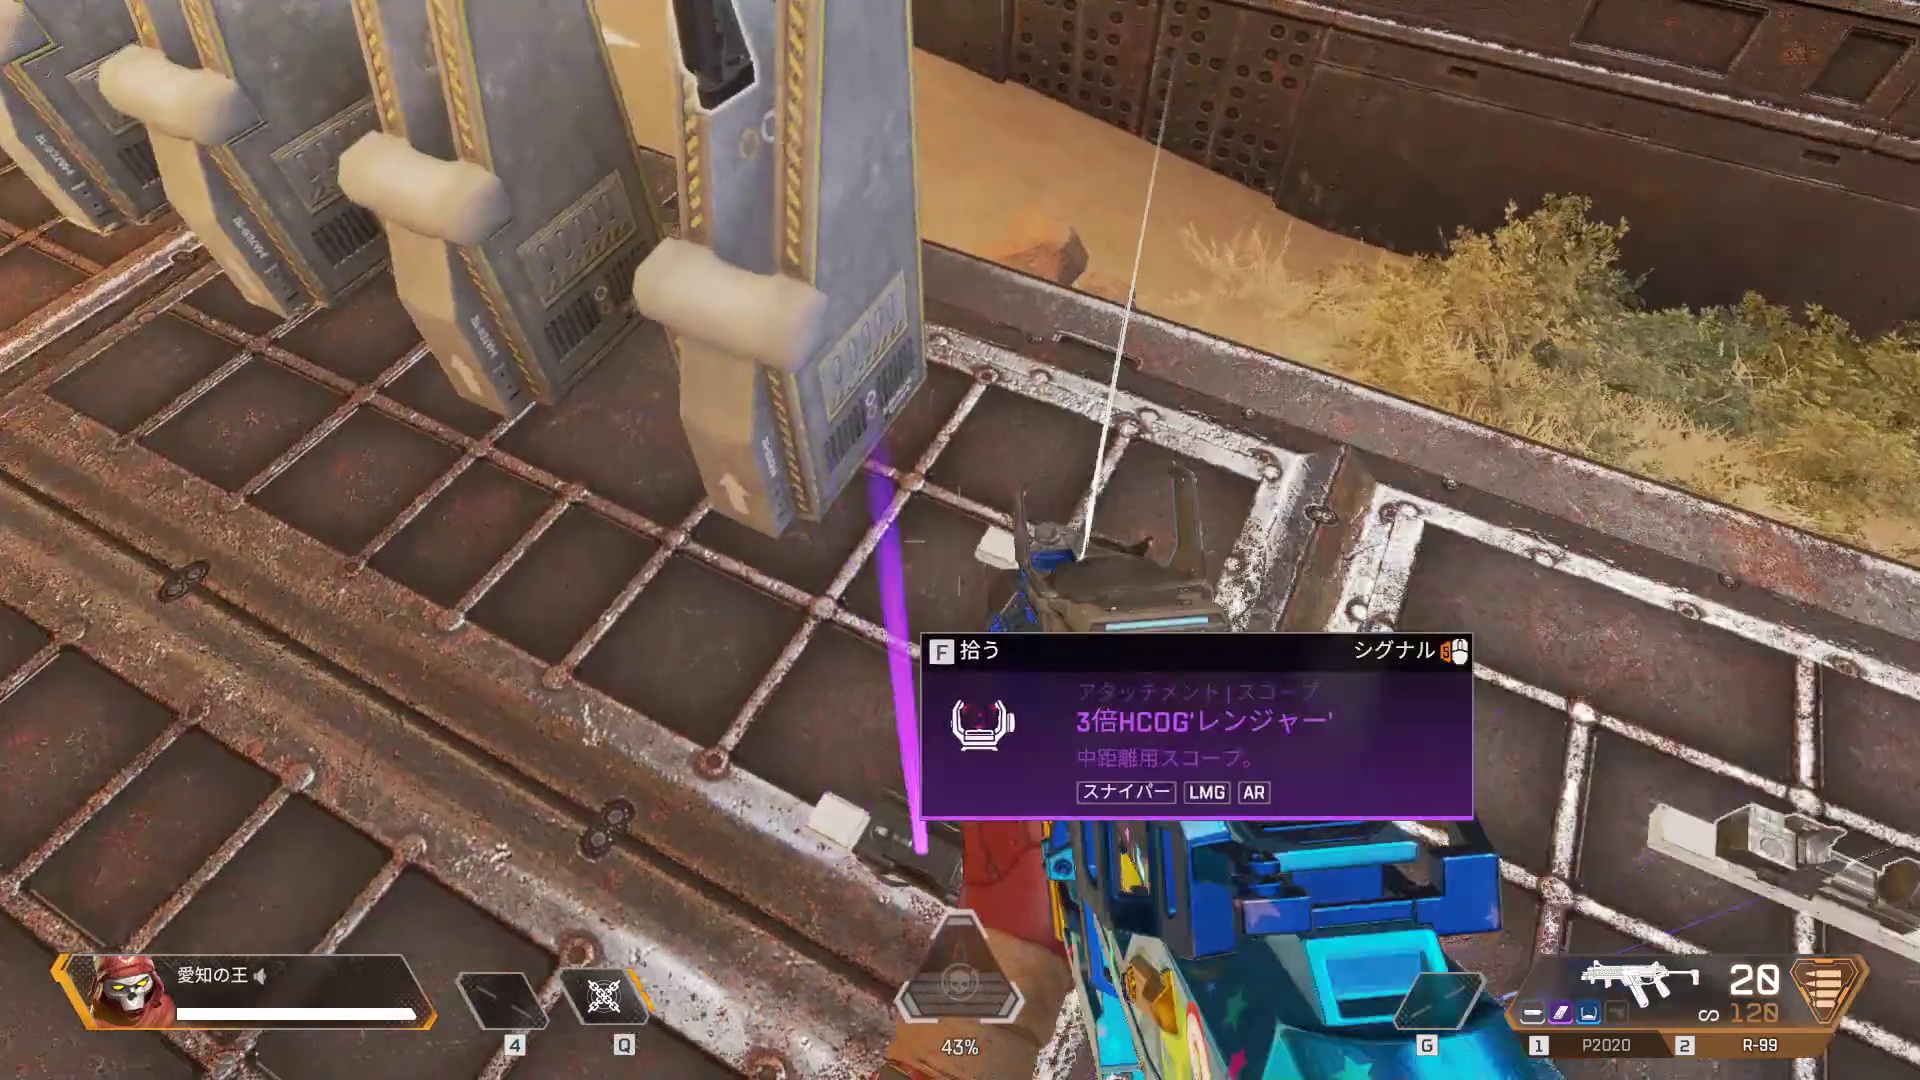 F 拾う
シグナル 5
アタッチメント | スコープ
3倍HCOG'レンジャー'
中距離用スコープ。
スナイパー LMG AR
愛知の王
4
Q
43%
G
20
∞ 120
1 P2020
2 R-99